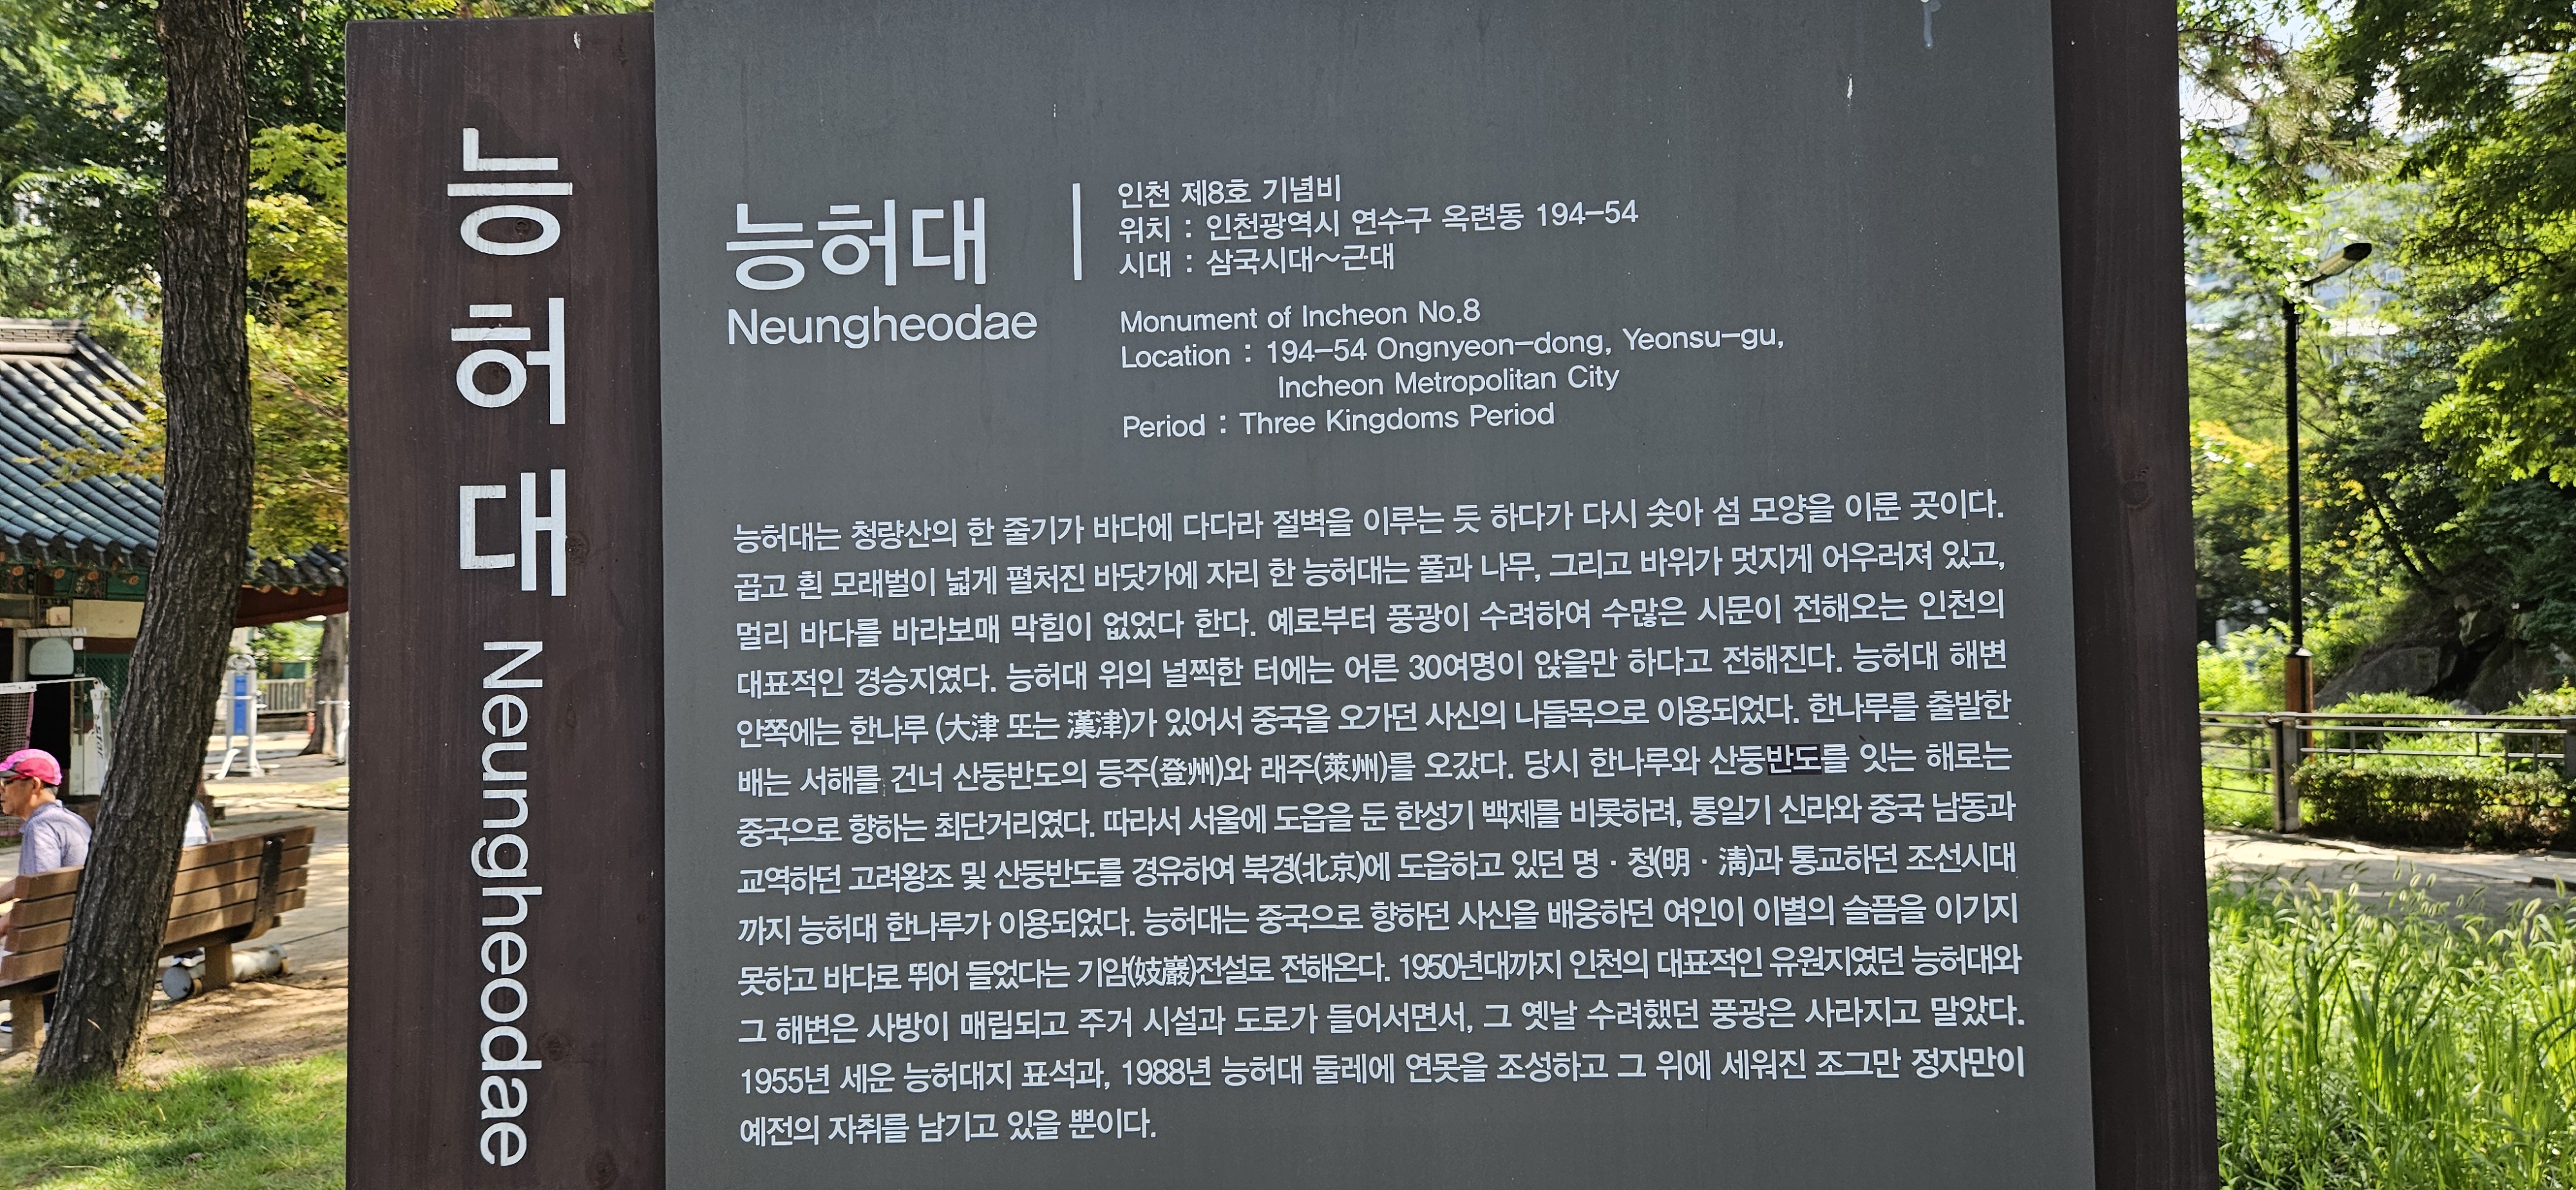 능허대 Neungheodae
능허대
Neungheodae
인천 제8호 기념비
위치 : 인천광역시 연수구 옥련동 194-54
시대 : 삼국시대~근대
Monument of Incheon No.8
Location : 194-54 Ongnyeon-dong, Yeonsu-gu,
Incheon Metropolitan City
Period : Three Kingdoms Period
능허대는 청량산의 한 줄기가 바다에 다다라 절벽을 이루는 듯 하다가 다시 솟아 섬 모양을 이룬 곳이다.
곱고 흰 모래벌이 넓게 펼처진 바닷가에 자리 한 능허대는 풀과 나무, 그리고 바위가 멋지게 어우러져 있고,
멀리 바다를 바라보매 막힘이 없었다 한다. 예로부터 풍광이 수려하여 수많은 시문이 전해오는 인천의
대표적인 경승지였다. 능허대 위의 널찍한 터에는 어른 30여명이 앉을만 하다고 전해진다. 능허대 해변
안쪽에는 한나루 (大津 또는 漢津)가 있어서 중국을 오가던 사신의 나들목으로 이용되었다. 한나루를 출발한
배는 서해를 건너 산둥반도의 등주(登州)와 래주(萊州)를 오갔다. 당시 한나루와 산둥반도를 잇는 해로는
중국으로 향하는 최단거리였다. 따라서 서울에 도읍을 둔 한성기 백제를 비롯하려, 통일기 신라와 중국 남동과
교역하던 고려왕조 및 산둥반도를 경유하여 북경(北京)에 도읍하고 있던 명 · 청(明 · 淸)과 통교하던 조선시대
까지 능허대 한나루가 이용되었다. 능허대는 중국으로 향하던 사신을 배웅하던 여인이 이별의 슬픔을 이기지
못하고 바다로 뛰어 들었다는 기암(妓巖)전설로 전해온다. 1950년대까지 인천의 대표적인 유원지였던 능허대와
그 해변은 사방이 매립되고 주거 시설과 도로가 들어서면서, 그 옛날 수려했던 풍광은 사라지고 말았다.
1955년 세운 능허대지 표석과, 1988년 능허대 둘레에 연못을 조성하고 그 위에 세워진 조그만 정자만이
예전의 자취를 남기고 있을 뿐이다.